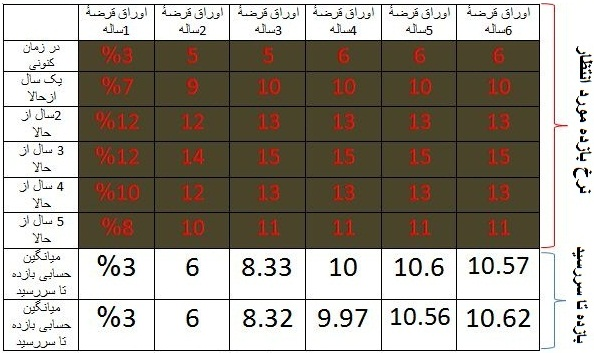 اوراق قرضهٔ 1ساله
اوراق قرضهٔ 2ساله
اوراق قرضهٔ 3ساله
اوراق قرضهٔ 4ساله
اوراق قرضهٔ 5ساله
اوراق قرضهٔ 6ساله
در زمان کنونی %3 5 5 6 6 6
یک سال ازحالا %7 9 10 10 10 10
2سال از حالا %12 12 13 13 13 13
3 سال از حالا %12 14 15 15 15 15
4 سال از حالا %10 12 13 13 13 13
5 سال از حالا %8 10 11 11 11 11
میانگین حسابی بازده تا سررسید %3 6 8.33 10 10.6 10.57
میانگین حسابی بازده تا سررسید %3 6 8.32 9.97 10.56 10.62
نرخ بازده مورد انتظار
بازده تا سررسید